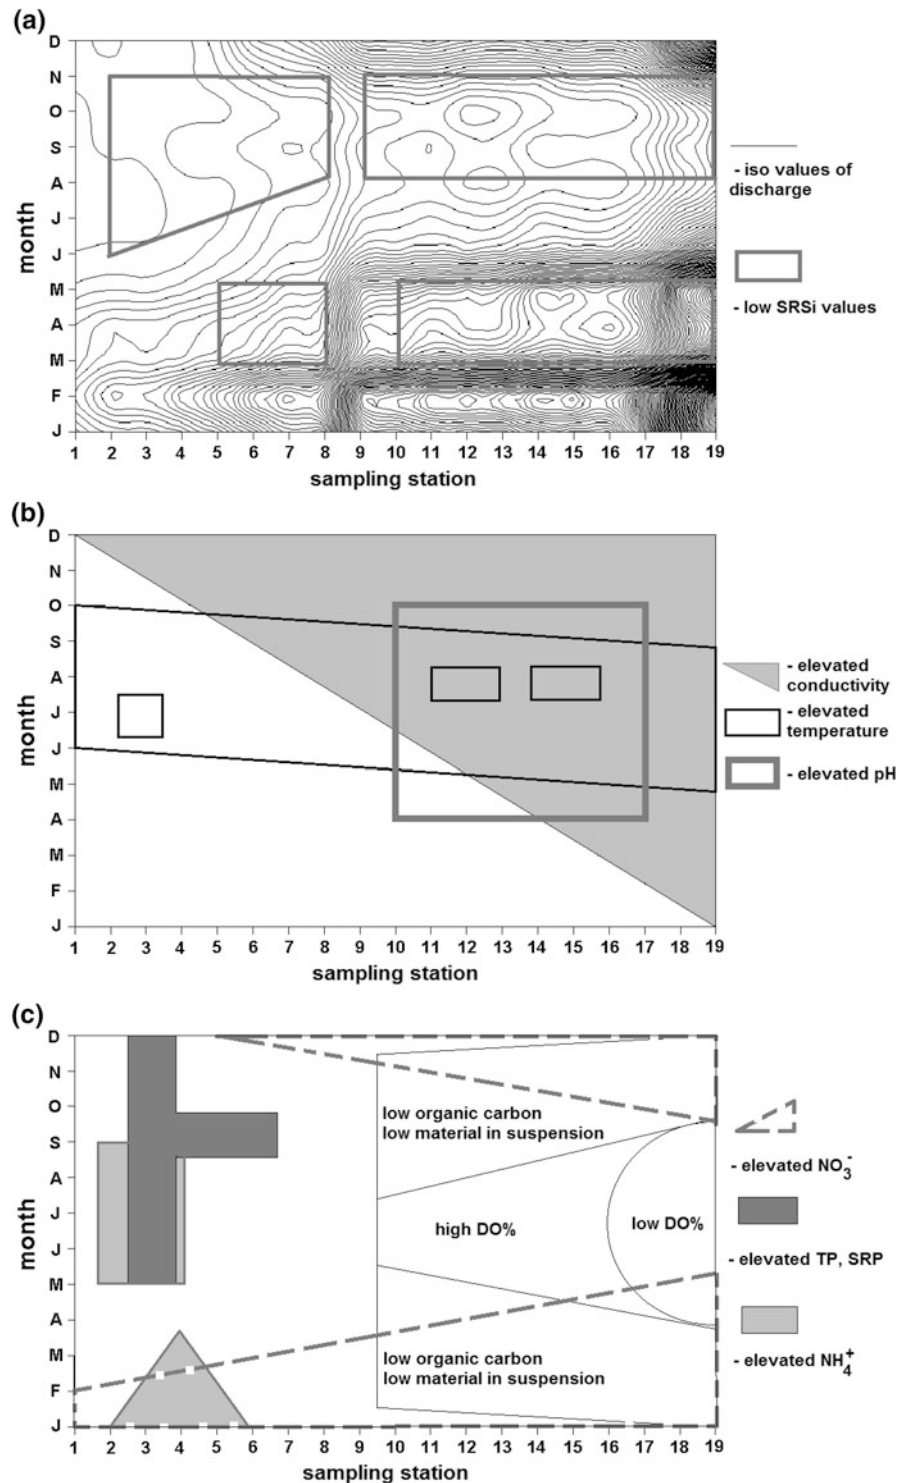 (a)
D
N
O
S
A
J
J
M
A
M
F
J
month
1 2 3 4 5 6 7 8 9 10 11 12 13 14 15 16 17 18 19
sampling station
- iso values of
discharge
- low SRSi values
(b)
D
N
O
S
A
J
J
M
A
M
F
J
month
1 2 3 4 5 6 7 8 9 10 11 12 13 14 15 16 17 18 19
sampling station
- elevated
conductivity
- elevated
temperature
- elevated pH
(c)
D
N
O
S
A
J
J
M
A
M
F
J
month
low organic carbon
low material in suspension
high DO%
low DO%
low organic carbon
low material in suspension
1 2 3 4 5 6 7 8 9 10 11 12 13 14 15 16 17 18 19
sampling station
- elevated NO3-
- elevated TP, SRP
- elevated NH4+